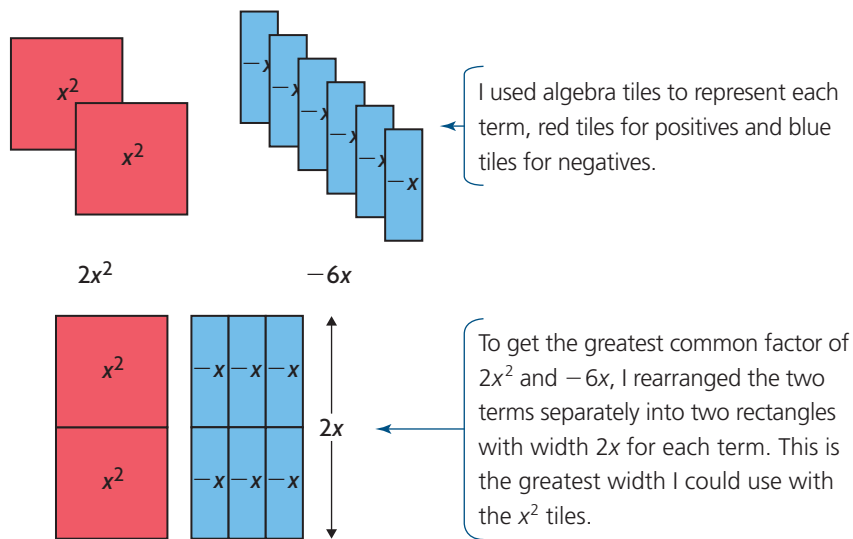 x²
x²
−x
−x
−x
−x
−x
−x
I used algebra tiles to represent each
term, red tiles for positives and blue
tiles for negatives.
2x²
−6x
x²
−x −x −x
x²
−x −x −x
2x
To get the greatest common factor of
2x² and −6x, I rearranged the two
terms separately into two rectangles
with width 2x for each term. This is
the greatest width I could use with
the x² tiles.